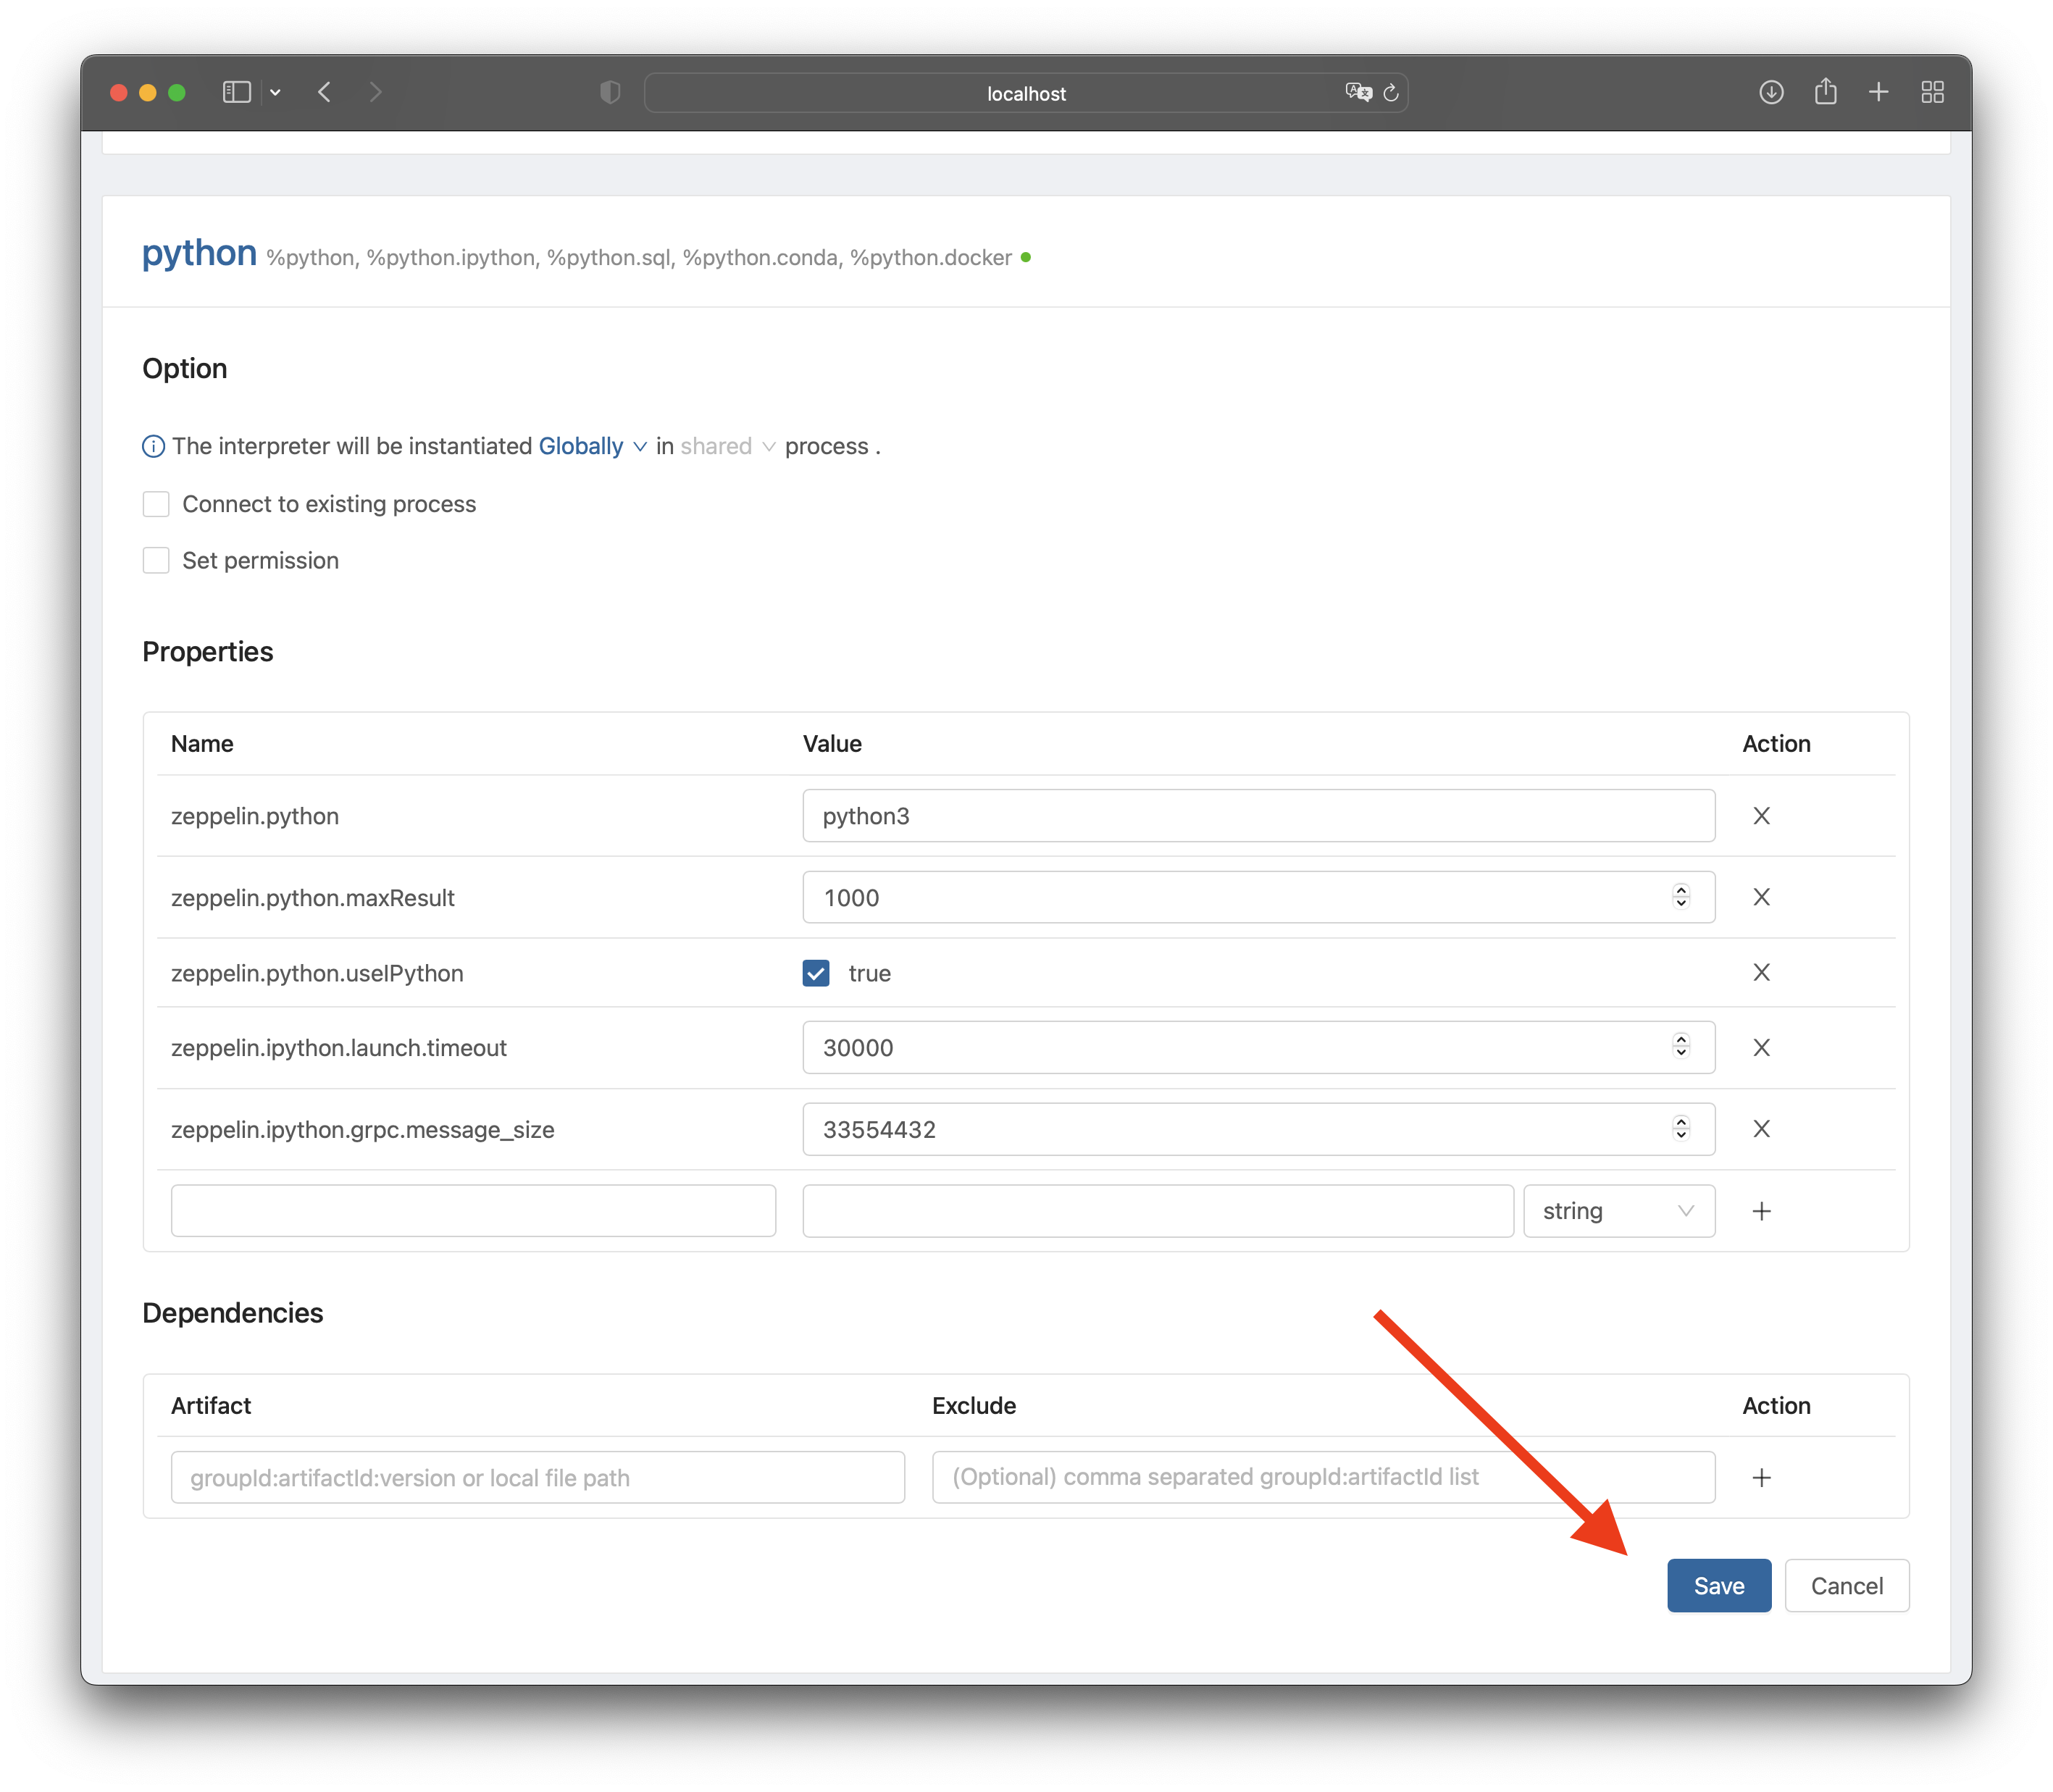 localhost
python %python, %python.ipython, %python.sql, %python.conda, %python.docker
Option
The interpreter will be instantiated Globally in shared process .
Connect to existing process
Set permission
Properties
Name Value Action
zeppelin.python python3
zeppelin.python.maxResult 1000
zeppelin.python.useIPython true
zeppelin.ipython.launch.timeout 30000
zeppelin.ipython.grpc.message_size 33554432
string
Dependencies
Artifact Exclude Action
groupId:artifactId:version or local file path (Optional) comma separated groupId:artifactId list
Save Cancel